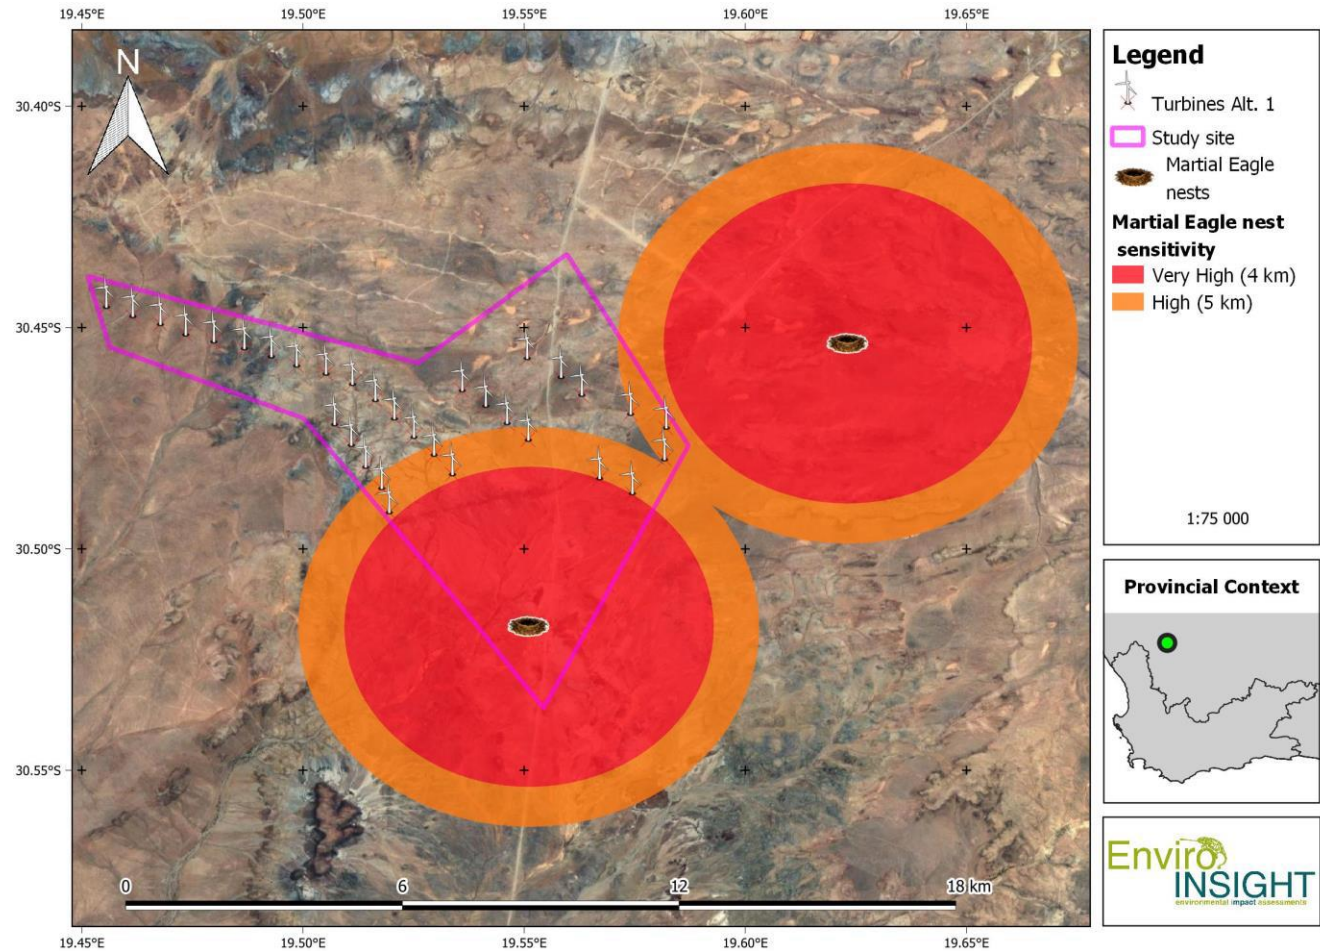 19.45°E 19.50°E 19.55°E 19.60°E 19.65°E
N
30.40°S
30.45°S
30.50°S
30.55°S
0 6 12 18 km
19.45°E 19.50°E 19.55°E 19.60°E 19.65°E
Legend
Turbines Alt. 1
Study site
Martial Eagle
nests
Martial Eagle nest
sensitivity
Very High (4 km)
High (5 km)
1:75 000
Provincial Context
Enviro
INSIGHT
environmental impact assessments